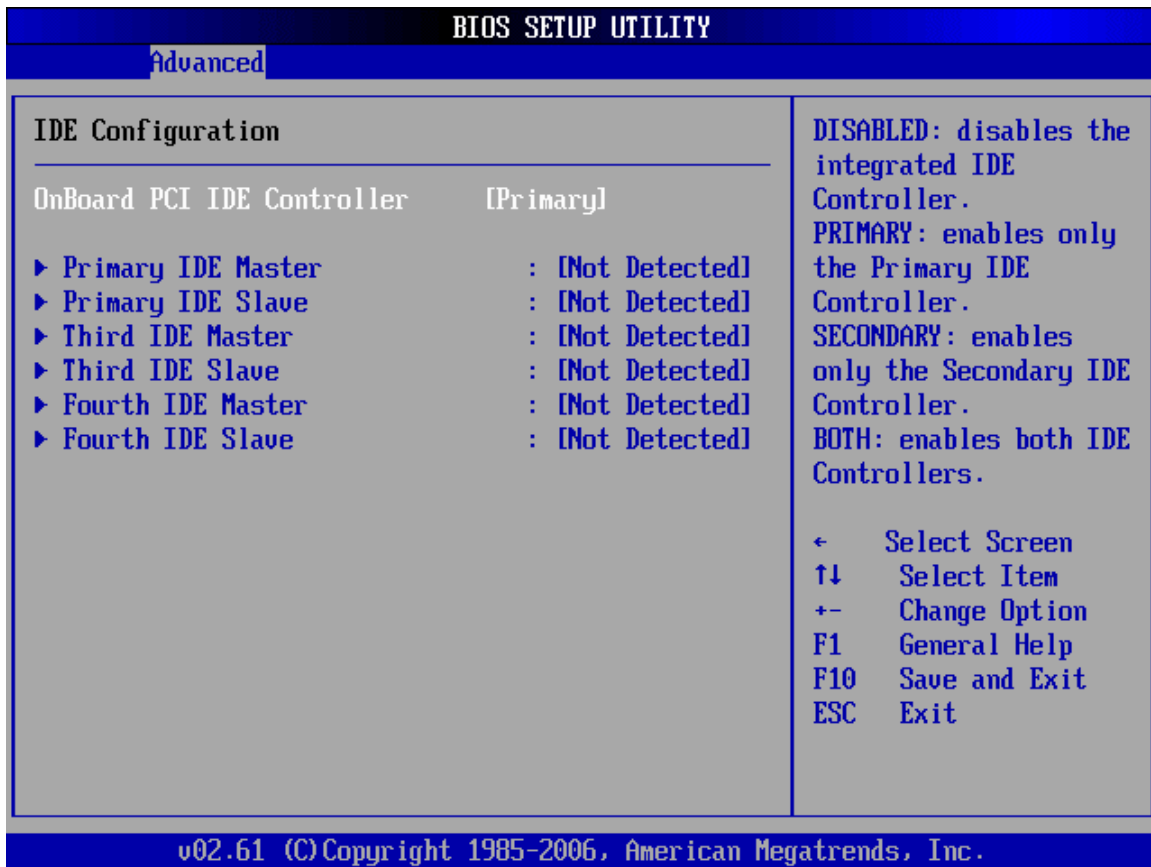 BIOS SETUP UTILITY
Advanced
IDE Configuration
OnBoard PCI IDE Controller [Primary]
▶ Primary IDE Master : [Not Detected]
▶ Primary IDE Slave : [Not Detected]
▶ Third IDE Master : [Not Detected]
▶ Third IDE Slave : [Not Detected]
▶ Fourth IDE Master : [Not Detected]
▶ Fourth IDE Slave : [Not Detected]
DISABLED: disables the
integrated IDE
Controller.
PRIMARY: enables only
the Primary IDE
Controller.
SECONDARY: enables
only the Secondary IDE
Controller.
BOTH: enables both IDE
Controllers.
← Select Screen
↑↓ Select Item
+- Change Option
F1 General Help
F10 Save and Exit
ESC Exit
v02.61 (C)Copyright 1985-2006, American Megatrends, Inc.